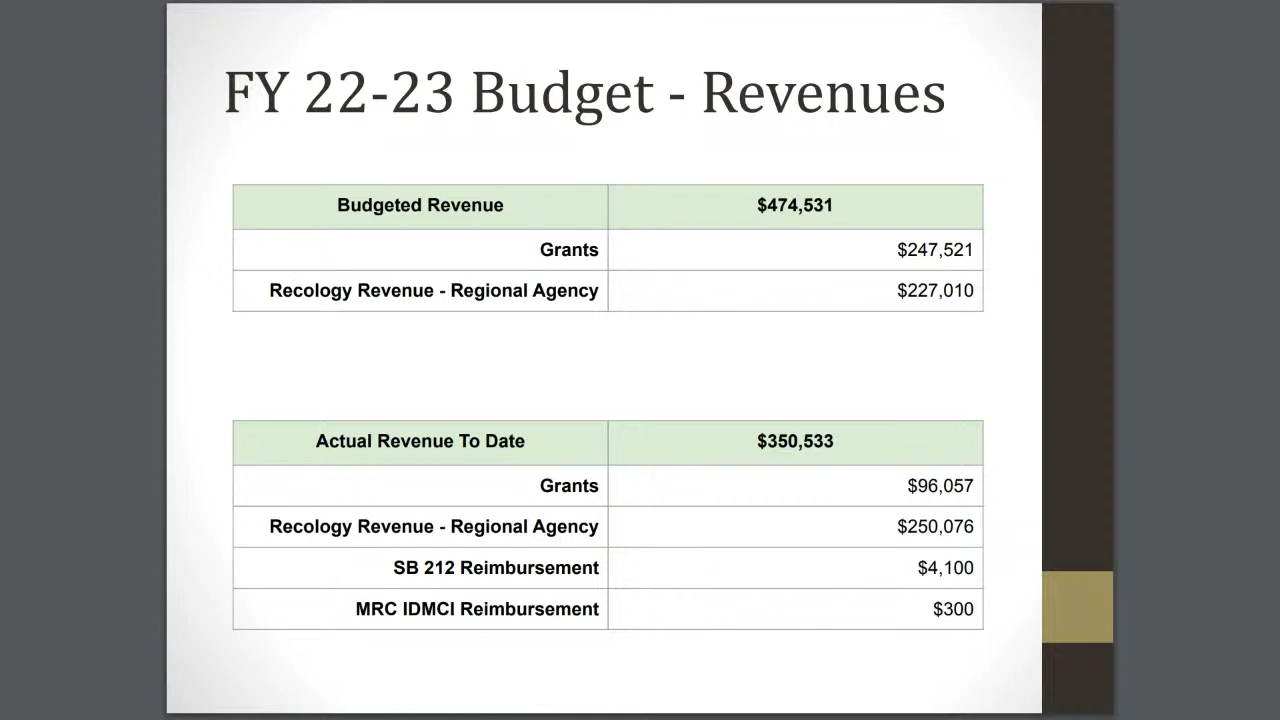 FY 22-23 Budget - Revenues
Budgeted Revenue $474,531
Grants $247,521
Recology Revenue - Regional Agency $227,010
Actual Revenue To Date $350,533
Grants $96,057
Recology Revenue - Regional Agency $250,076
SB 212 Reimbursement $4,100
MRC IDMCI Reimbursement $300